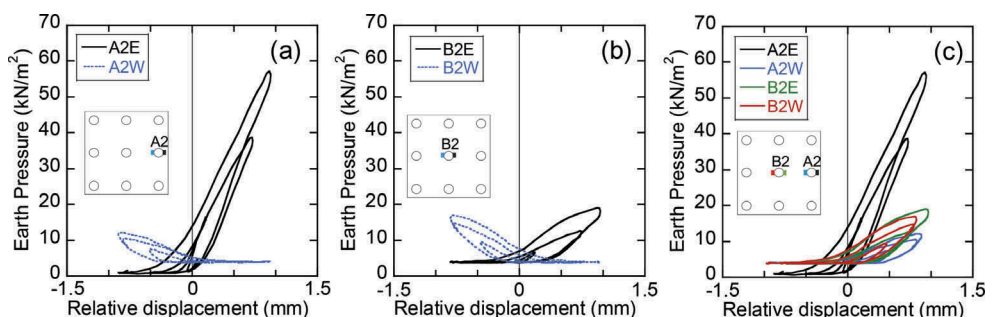 70
60
50
40
30
20
10
0
Earth Pressure (kN/m²)
A2E
A2W
(a)
A2
-1.5
0
1.5
Relative displacement (mm)
70
60
50
40
30
20
10
0
Earth Pressure (kN/m²)
B2E
B2W
(b)
B2
-1.5
0
1.5
Relative displacement (mm)
70
60
50
40
30
20
10
0
Earth Pressure (kN/m²)
A2E
A2W
B2E
B2W
(c)
B2 A2
-1.5
0
1.5
Relative displacement (mm)